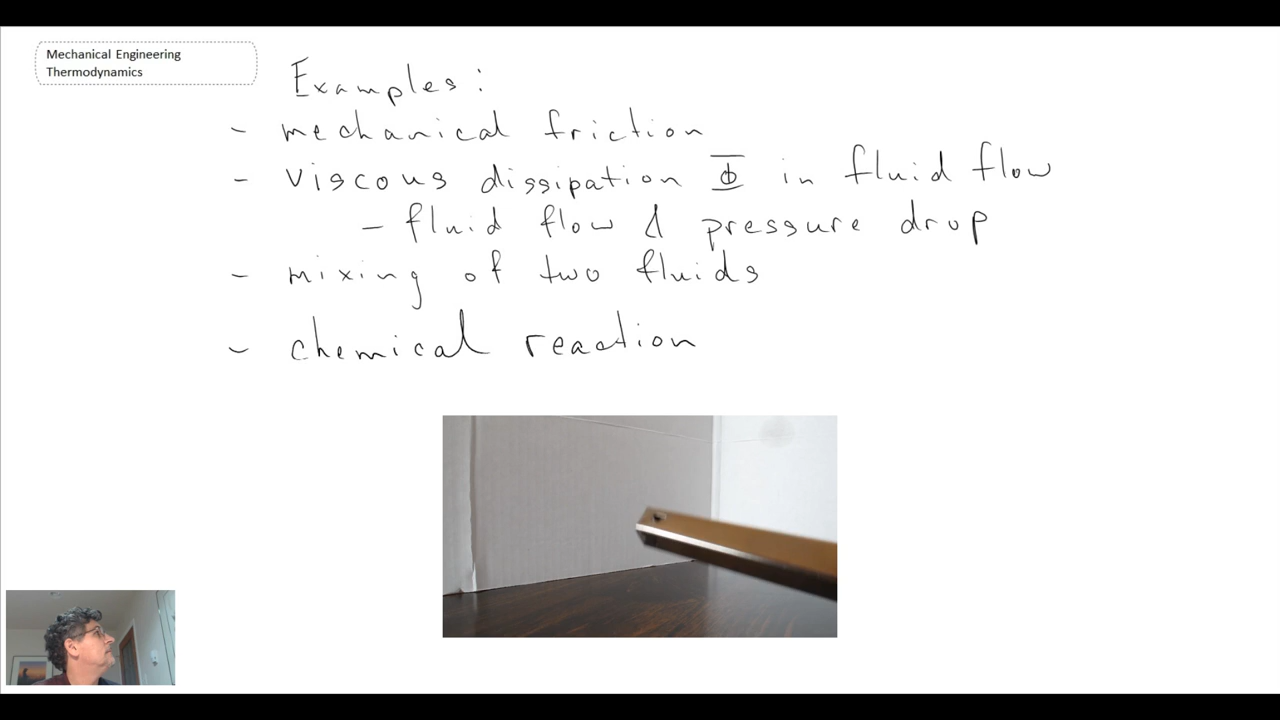 Mechanical Engineering
Thermodynamics
Examples:
- mechanical friction
- viscous dissipation Φ in fluid flow
- fluid flow & pressure drop
- mixing of two fluids
- chemical reaction